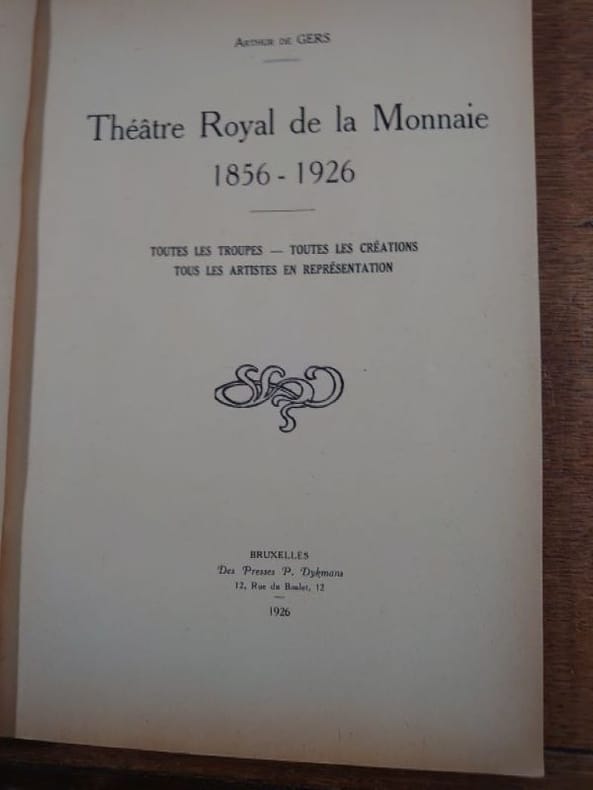 Arthur de GERS
Théâtre Royal de la Monnaie
1856 - 1926
TOUTES LES TROUPES — TOUTES LES CRÉATIONS
TOUS LES ARTISTES EN REPRÉSENTATION
BRUXELLES
Des Presses P. Dykmans
12, Rue du Boulet, 12
1926